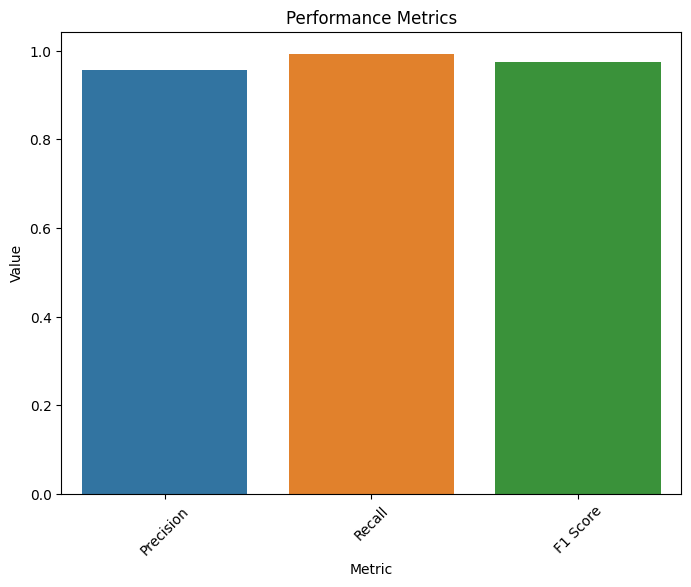 Performance Metrics
1.0
0.8
0.6
0.4
0.2
0.0
Value
Precision
Recall
F1 Score
Metric